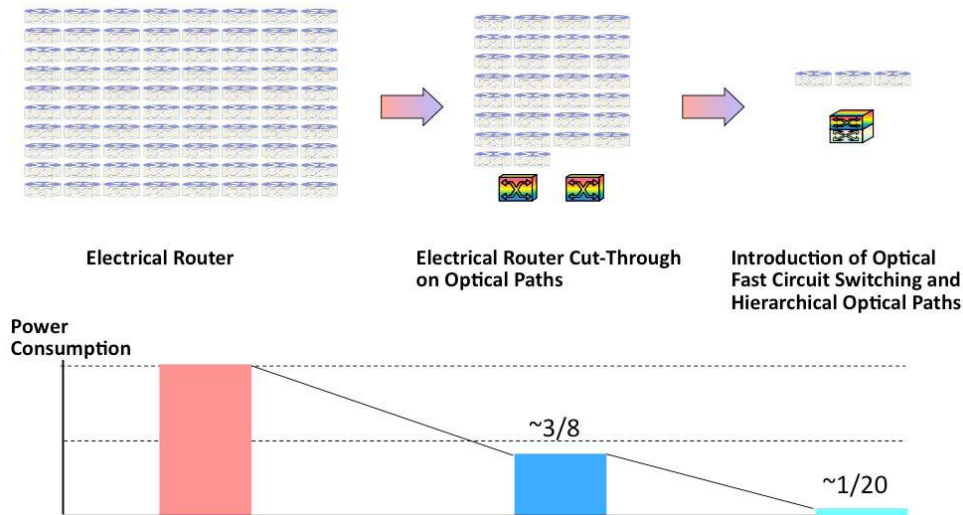 Electrical Router
Electrical Router Cut-Through
on Optical Paths
Introduction of Optical
Fast Circuit Switching and
Hierarchical Optical Paths
Power
Consumption
~3/8
~1/20